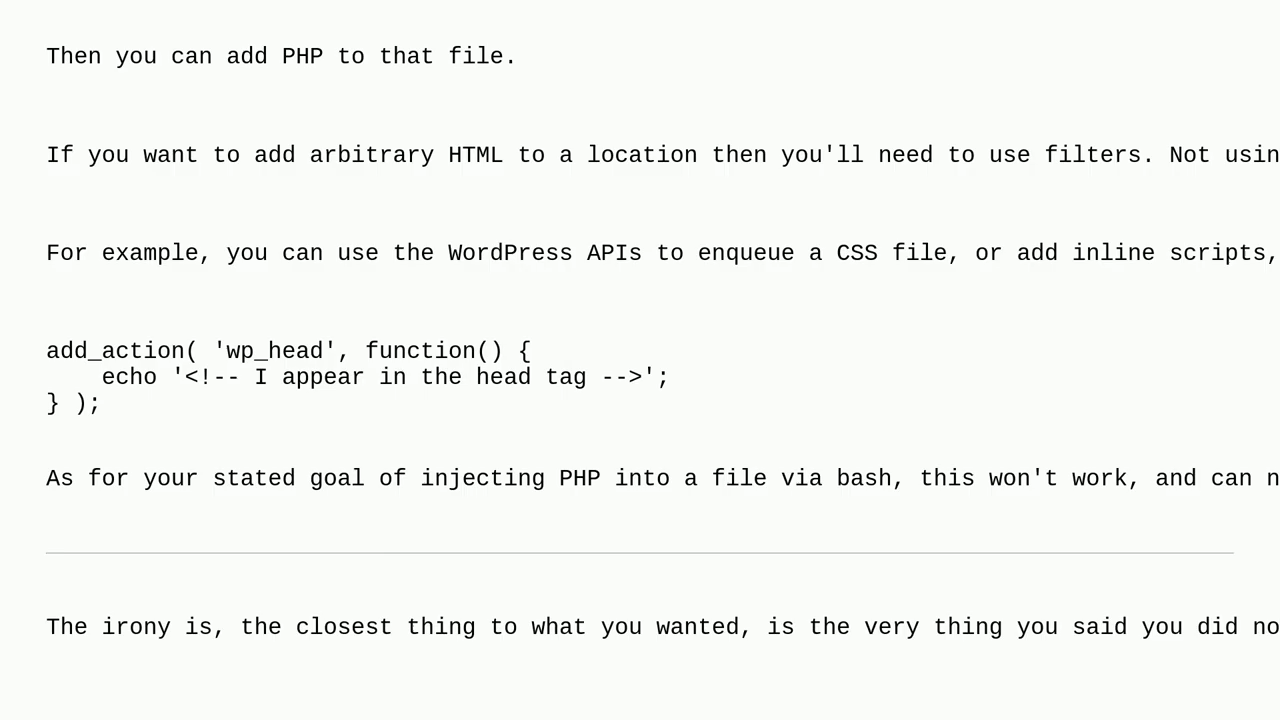 Then you can add PHP to that file.
If you want to add arbitrary HTML to a location then you'll need to use filters. Not usin
For example, you can use the WordPress APIs to enqueue a CSS file, or add inline scripts,
add_action( 'wp_head', function() {
    echo '<!-- I appear in the head tag -->';
} );
As for your stated goal of injecting PHP into a file via bash, this won't work, and can n
The irony is, the closest thing to what you wanted, is the very thing you said you did no